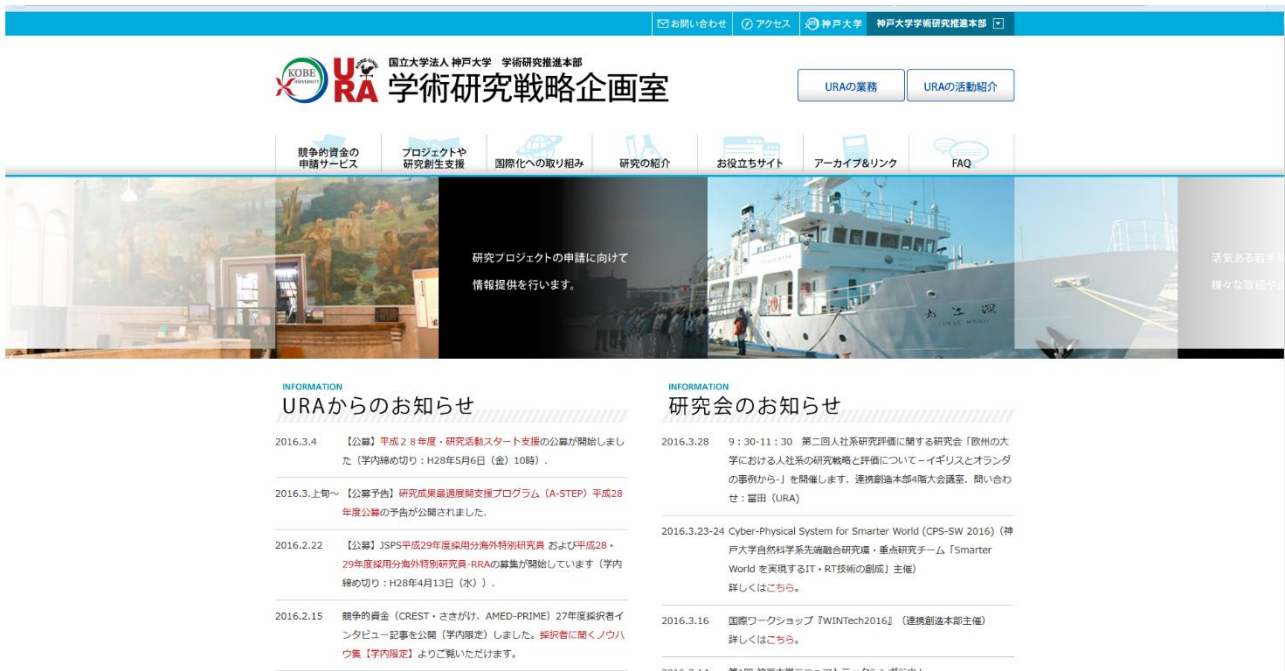 お問い合わせ
アクセス
神戸大学
神戸大学学術研究推進本部
KOBE
UNIVERSITY
URA
国立大学法人 神戸大学 学術研究推進本部
学術研究戦略企画室
URAの業務
URAの活動紹介
競争的資金の
申請サービス
プロジェクトや
研究創生支援
国際化への取り組み
研究の紹介
お役立ちサイト
アーカイブ&リンク
FAQ
研究プロジェクトの申請に向けて
情報提供を行います。
活気ある若手
様々な取組や
INFORMATION
URAからのお知らせ
2016.3.4 【公募】平成28年度・研究活動スタート支援の公募が開始しまし
た(学内締め切り:H28年5月6日(金)10時).
2016.3.上旬~ 【公募予告】研究成果最適展開支援プログラム(A-STEP)平成28
年度公募の予告が公開されました.
2016.2.22 【公募】JSPS平成29年度採用分海外特別研究員 および平成28・
29年度採用分海外特別研究員-RRAの募集が開始しています(学内
締め切り:H28年4月13日(水)).
2016.2.15 競争的資金(CREST・さきがけ、AMED-PRIME)27年度採択者イ
ンタビュー記事を公開(学内限定)しました。採択者に聞くノウハ
ウ集【学内限定】よりご覧いただけます。
INFORMATION
研究会のお知らせ
2016.3.28 9:30-11:30 第二回人社系研究評価に関する研究会「欧州の大
学における人社系の研究戦略と評価について-イギリスとオランダ
の事例から-」を開催します.連携創造本部4階大会議室.問い合わ
せ:冨田(URA)
2016.3.23-24 Cyber-Physical System for Smarter World (CPS-SW 2016)(神
戸大学自然科学系先端融合研究環・重点研究チーム「Smarter
World を実現するIT・RT技術の創成」主催)
詳しくはこちら。
2016.3.16 国際ワークショップ『WINTech2016』(連携創造本部主催)
詳しくはこちら。